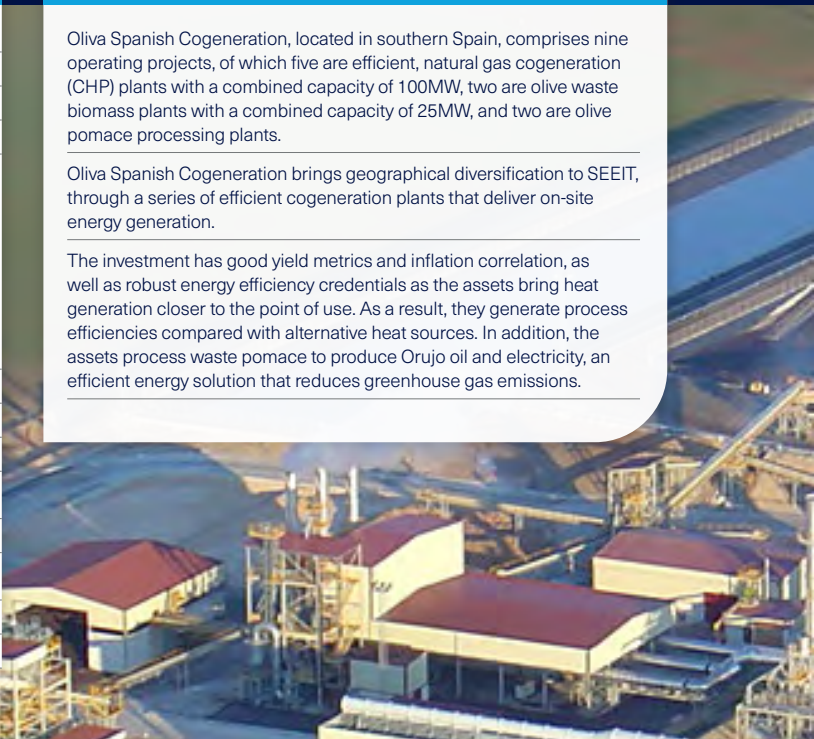 Oliva Spanish Cogeneration, located in southern Spain, comprises nine
operating projects, of which five are efficient, natural gas cogeneration
(CHP) plants with a combined capacity of 100MW, two are olive waste
biomass plants with a combined capacity of 25MW, and two are olive
pomace processing plants.
Oliva Spanish Cogeneration brings geographical diversification to SEEIT,
through a series of efficient cogeneration plants that deliver on-site
energy generation.
The investment has good yield metrics and inflation correlation, as
well as robust energy efficiency credentials as the assets bring heat
generation closer to the point of use. As a result, they generate process
efficiencies compared with alternative heat sources. In addition, the
assets process waste pomace to produce Orujo oil and electricity, an
efficient energy solution that reduces greenhouse gas emissions.